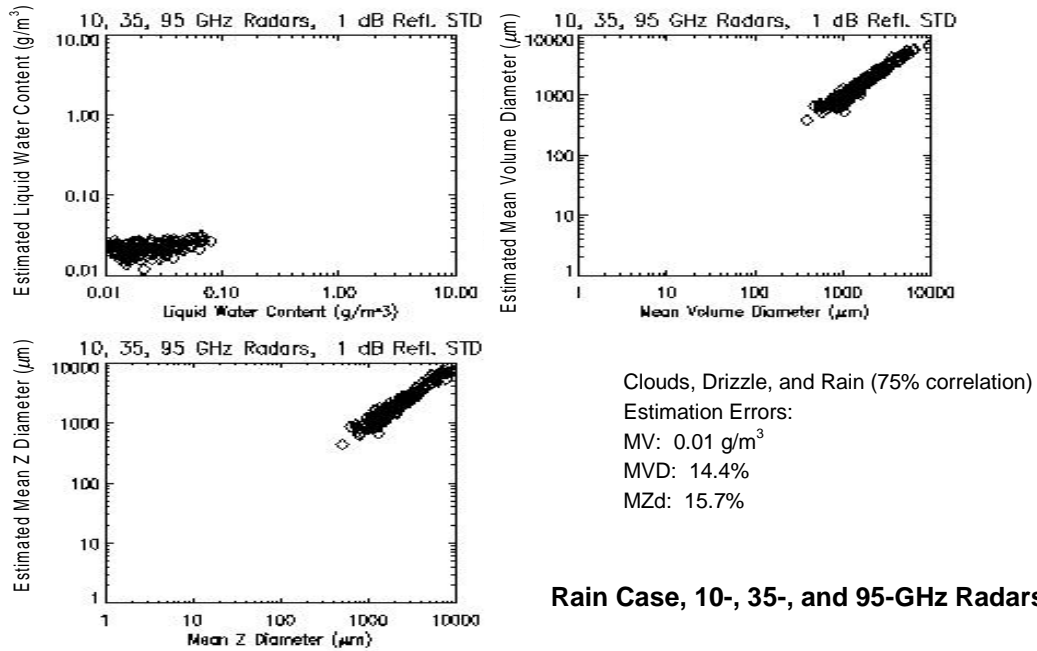 10, 35, 95 GHz Radars, 1 dB Refl. STD
Estimated Liquid Water Content (g/m³)
10.00
1.00
0.10
0.01
0.01 0.10 1.00 10.00
Liquid Water Content (g/m^3)
10, 35, 95 GHz Radars, 1 dB Refl. STD
Estimated Mean Volume Diameter (μm)
10000
1000
100
10
1
1 10 100 1000 10000
Mean Volume Diameter (μm)
10, 35, 95 GHz Radars, 1 dB Refl. STD
Estimated Mean Z Diameter (μm)
10000
1000
100
10
1
1 10 100 1000 10000
Mean Z Diameter (μm)
Clouds, Drizzle, and Rain (75% correlation)
Estimation Errors:
MV: 0.01 g/m³
MVD: 14.4%
MZd: 15.7%
Rain Case, 10-, 35-, and 95-GHz Radars